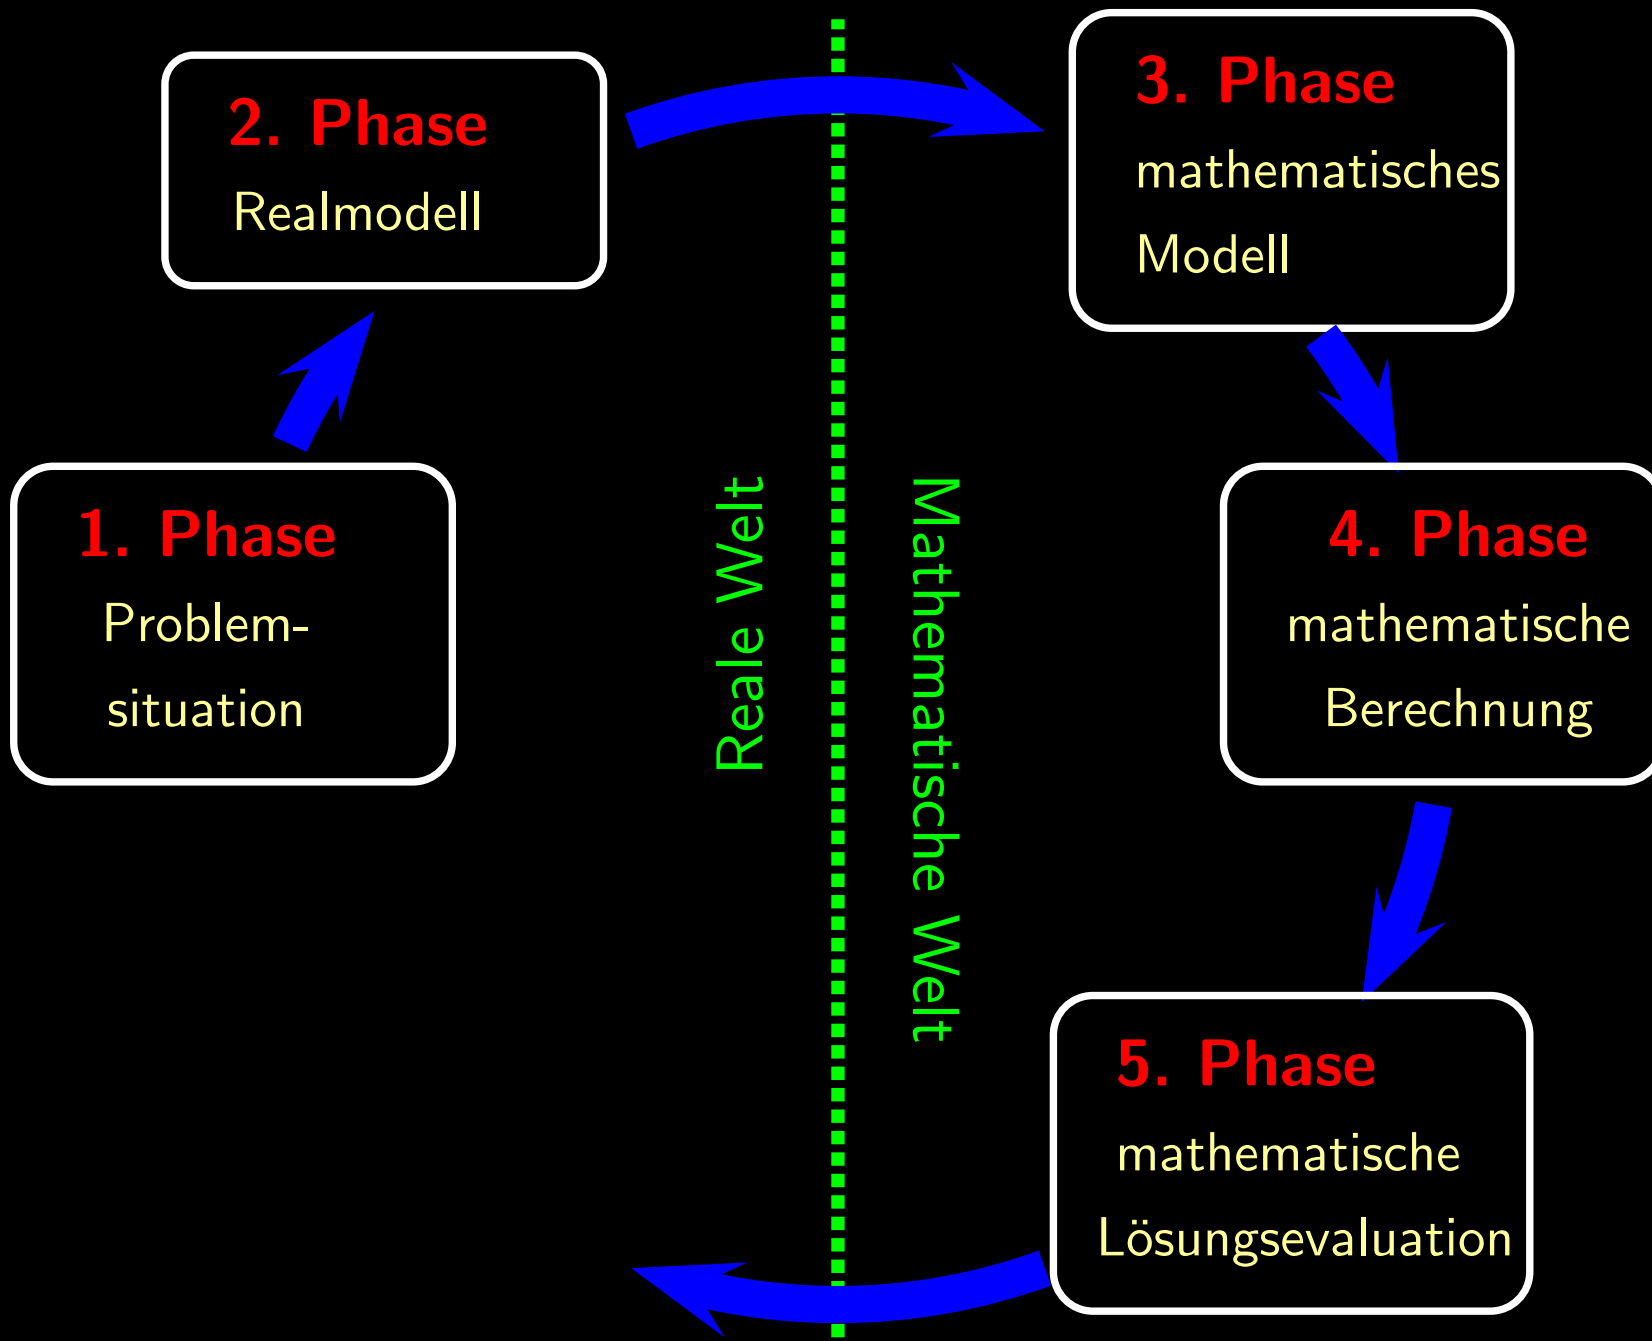 2. Phase
Realmodell
3. Phase
mathematisches
Modell
1. Phase
Problem-
situation
Reale Welt
Mathematische Welt
4. Phase
mathematische
Berechnung
5. Phase
mathematische
Lösungsevaluation